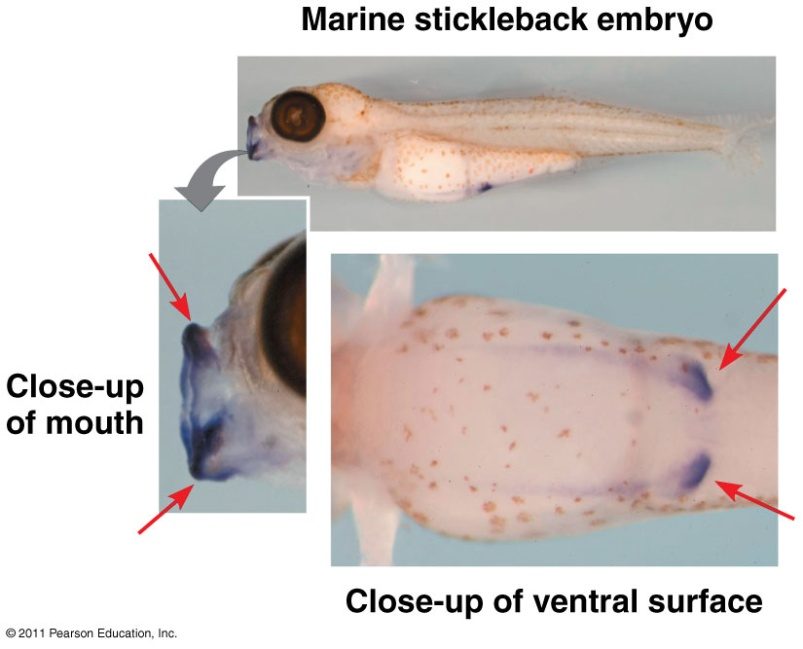 Marine stickleback embryo
Close-up
of mouth
Close-up of ventral surface
© 2011 Pearson Education, Inc.